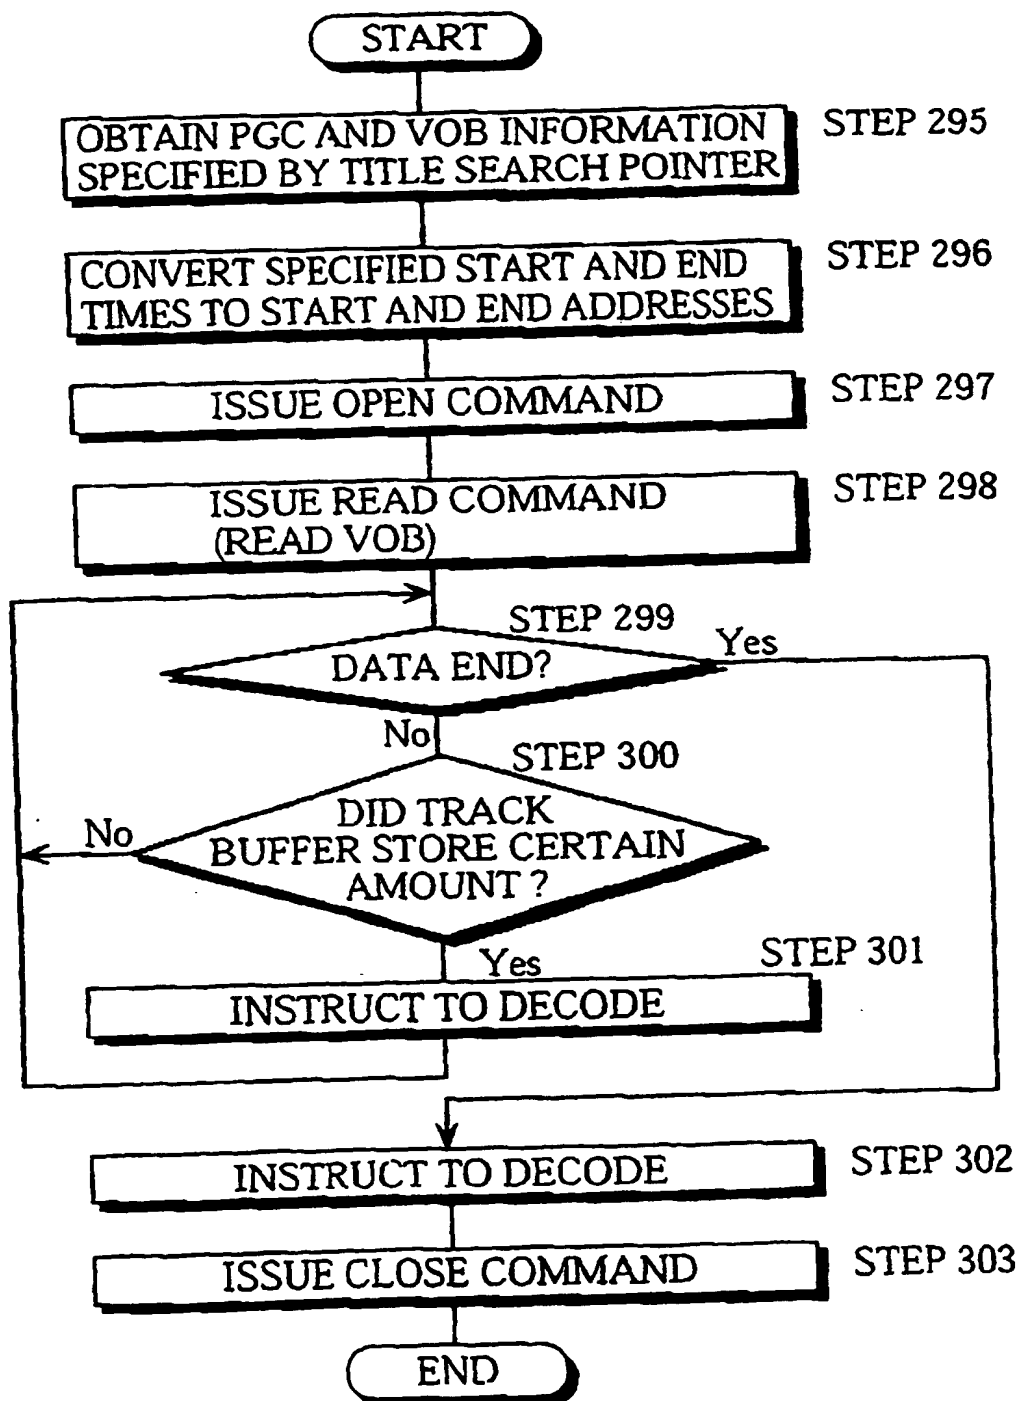 START
OBTAIN PGC AND VOB INFORMATION
SPECIFIED BY TITLE SEARCH POINTER
STEP 295
CONVERT SPECIFIED START AND END
TIMES TO START AND END ADDRESSES
STEP 296
ISSUE OPEN COMMAND
STEP 297
ISSUE READ COMMAND
(READ VOB)
STEP 298
STEP 299
DATA END?
Yes
No
STEP 300
DID TRACK
BUFFER STORE CERTAIN
AMOUNT ?
No
Yes
STEP 301
INSTRUCT TO DECODE
INSTRUCT TO DECODE
STEP 302
ISSUE CLOSE COMMAND
STEP 303
END